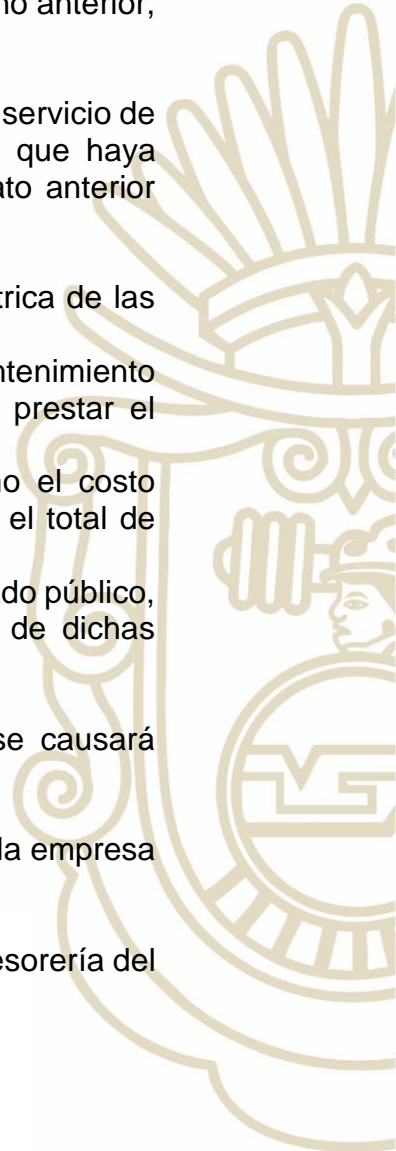 no anterior,
servicio de
que haya
ato anterior
trica de las
ntenimiento
prestar el
no el costo
el total de
do público,
de dichas
se causará
la empresa
esorería del